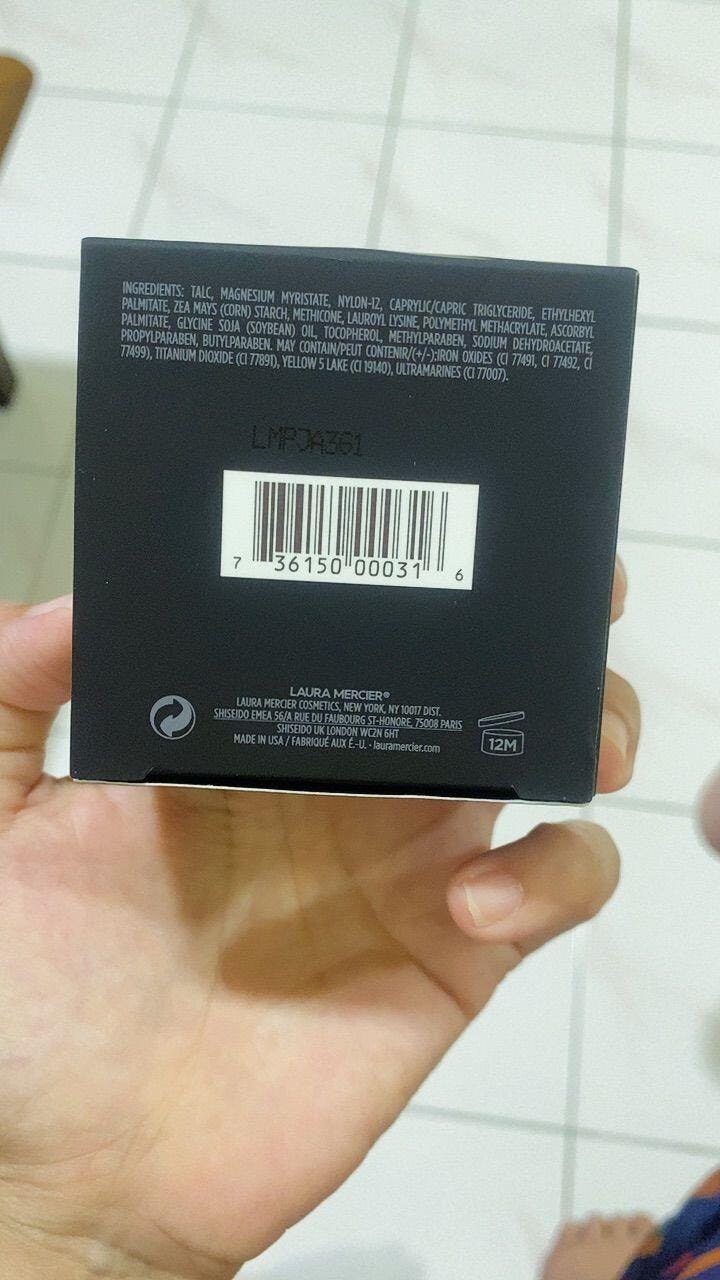 INGREDIENTS: TALC, MAGNESIUM MYRISTATE, NYLON-12, CAPRYLIC/CAPRIC TRIGLYCERIDE, ETHYLHEXYL
PALMITATE, ZEA MAYS (CORN) STARCH, METHICONE, LAUROYL LYSINE, POLYMETHYL METHACRYLATE, ASCORBYL
PALMITATE, GLYCINE SOJA (SOYBEAN) OIL, TOCOPHEROL, METHYLPARABEN, SODIUM DEHYDROACETATE,
PROPYLPARABEN, BUTYLPARABEN. MAY CONTAIN/PEUT CONTENIR/(+/-):IRON OXIDES (CI 77491, CI 77492, CI
77499), TITANIUM DIOXIDE (CI 77891), YELLOW 5 LAKE (CI 19140), ULTRAMARINES (CI 77007).
LMPJA361
7 36150 00031 6
LAURA MERCIER®
LAURA MERCIER COSMETICS, NEW YORK, NY 10017 DIST.
SHISEIDO EMEA 56/A RUE DU FAUBOURG ST-HONORE, 75008 PARIS
SHISEIDO UK LONDON WC2N 6HT
MADE IN USA / FABRIQUÉ AUX É.-U. - lauramercier.com
12M